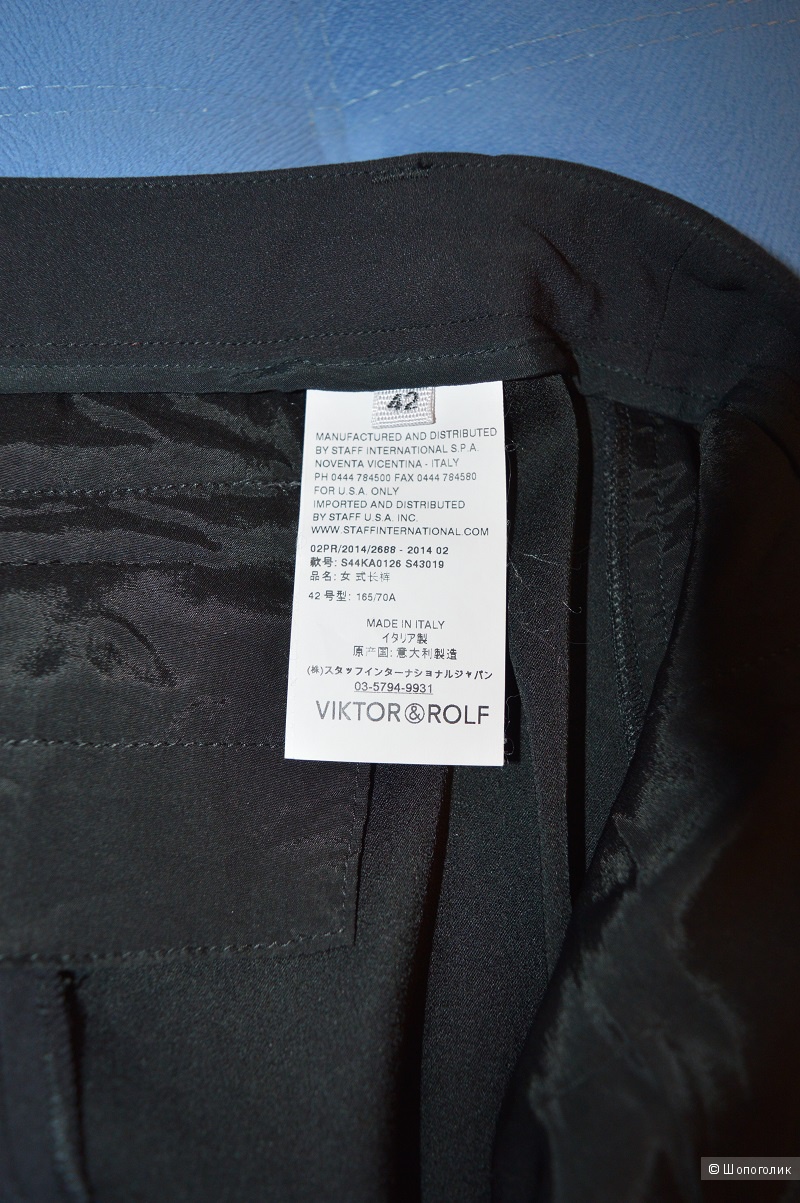 42
MANUFACTURED AND DISTRIBUTED
BY STAFF INTERNATIONAL S.P.A.
NOVENTA VICENTINA - ITALY
PH 0444 784500 FAX 0444 784580
FOR U.S.A. ONLY
IMPORTED AND DISTRIBUTED
BY STAFF U.S.A. INC.
WWW.STAFFINTERNATIONAL.COM
02PR/2014/2688 - 2014 02
款号: S44KA0126 S43019
品名: 女式长裤
42 号型: 165/70A
MADE IN ITALY
イタリア製
原产国: 意大利製造
(株)スタッフインターナショナルジャパン
03-5794-9931
VIKTOR&ROLF
© Шопоголик